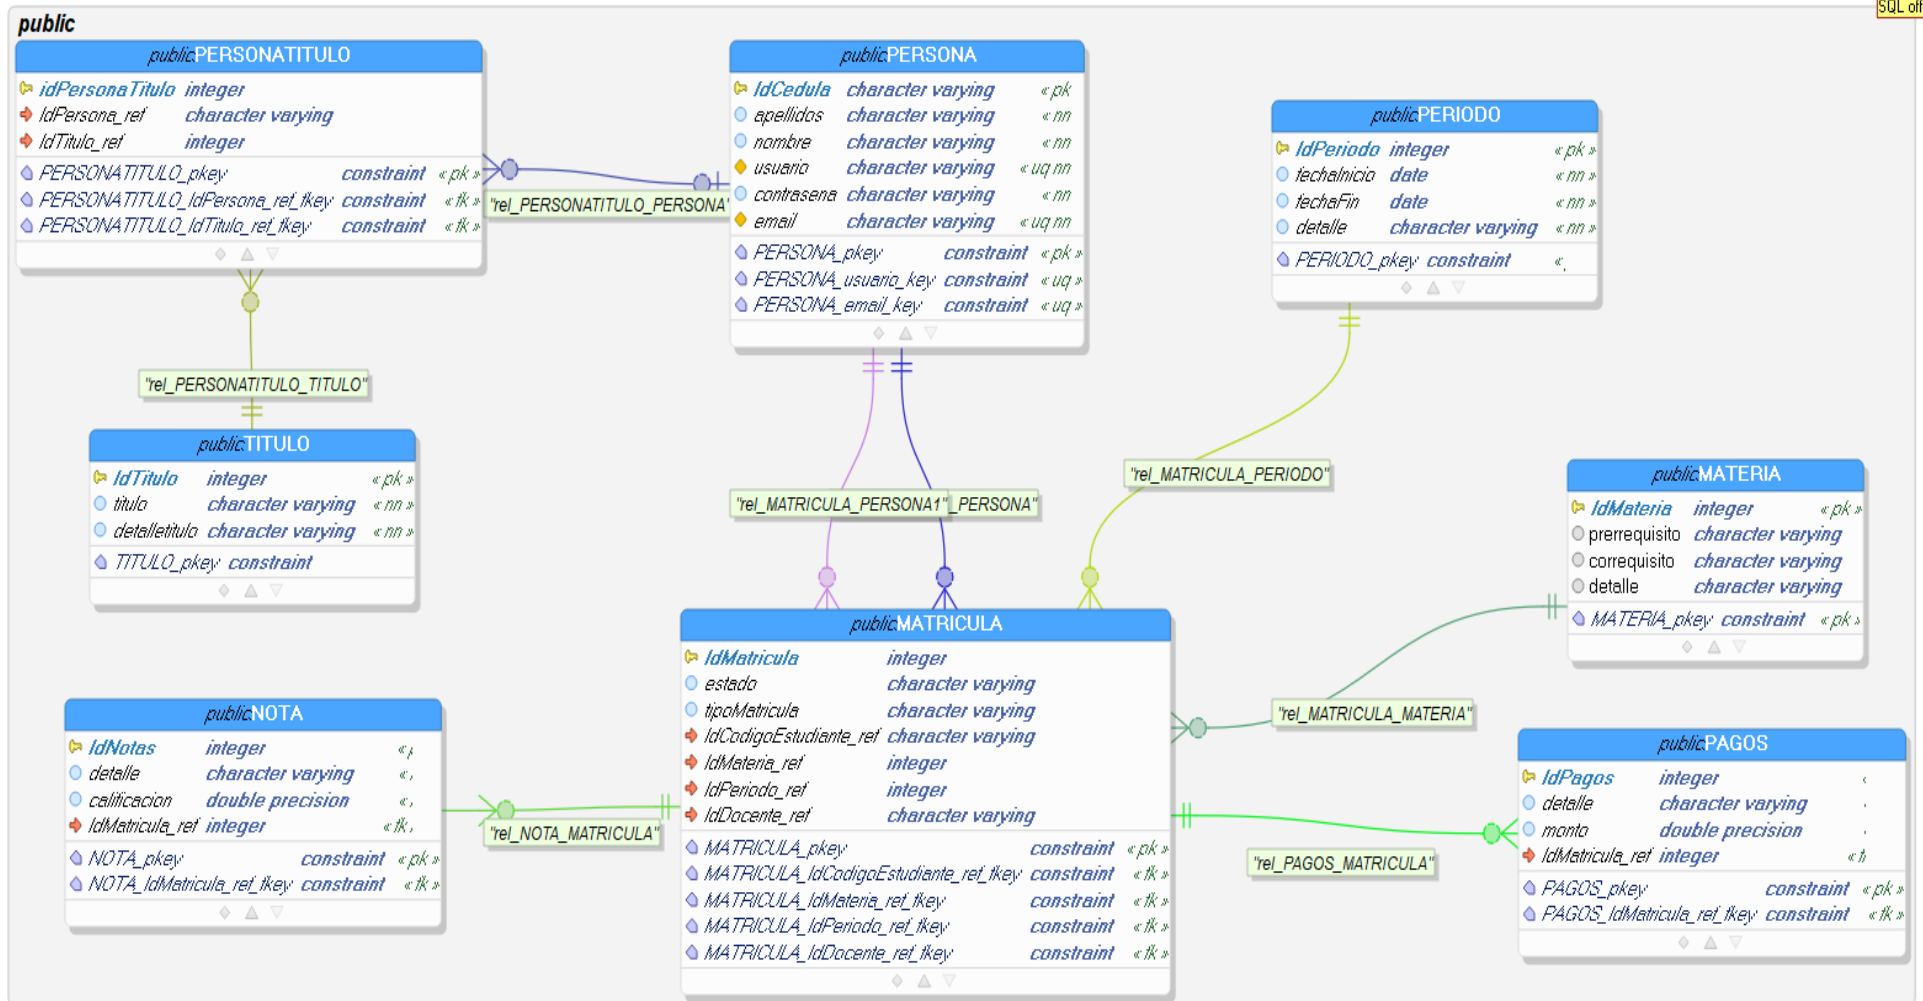 SQL off
public
public.PERSONATITULO
idPersonaTitulo integer
IdPersona_ref character varying
IdTitulo_ref integer
PERSONATITULO_pkey constraint « pk »
PERSONATITULO_IdPersona_ref_fkey constraint « fk »
PERSONATITULO_IdTitulo_ref_fkey constraint « fk »
public.PERSONA
IdCedula character varying « pk
apellidos character varying « nn
nombre character varying « nn
usuario character varying « uq nn
contrasena character varying « nn
email character varying « uq nn
PERSONA_pkey constraint « pk »
PERSONA_usuario_key constraint « uq »
PERSONA_email_key constraint « uq »
public.PERIODO
IdPeriodo integer « pk »
fechaInicio date « nn »
fechaFin date « nn »
detalle character varying « nn »
PERIODO_pkey constraint «
"rel_PERSONATITULO_PERSONA"
"rel_PERSONATITULO_TITULO"
public.TITULO
IdTitulo integer « pk »
titulo character varying « nn »
detalletitulo character varying « nn »
TITULO_pkey constraint
"rel_MATRICULA_PERSONA1"
_PERSONA"
"rel_MATRICULA_PERIODO"
public.MATERIA
IdMateria integer « pk »
prerrequisito character varying
correquisito character varying
detalle character varying
MATERIA_pkey constraint « pk »
public.MATRICULA
IdMatricula integer
estado character varying
tipoMatricula character varying
IdCodigoEstudiante_ref character varying
IdMateria_ref integer
IdPeriodo_ref integer
IdDocente_ref character varying
MATRICULA_pkey constraint « pk »
MATRICULA_IdCodigoEstudiante_ref_fkey constraint « fk »
MATRICULA_IdMateria_ref_fkey constraint « fk »
MATRICULA_IdPeriodo_ref_fkey constraint « fk »
MATRICULA_IdDocente_ref_fkey constraint « fk »
"rel_MATRICULA_MATERIA"
public.NOTA
IdNotas integer «
detalle character varying «
calificacion double precision «
IdMatricula_ref integer « fk
NOTA_pkey constraint « pk »
NOTA_IdMatricula_ref_fkey constraint « fk »
"rel_NOTA_MATRICULA"
"rel_PAGOS_MATRICULA"
public.PAGOS
IdPagos integer
detalle character varying
monto double precision
IdMatricula_ref integer «
PAGOS_pkey constraint « pk »
PAGOS_IdMatricula_ref_fkey constraint « fk »